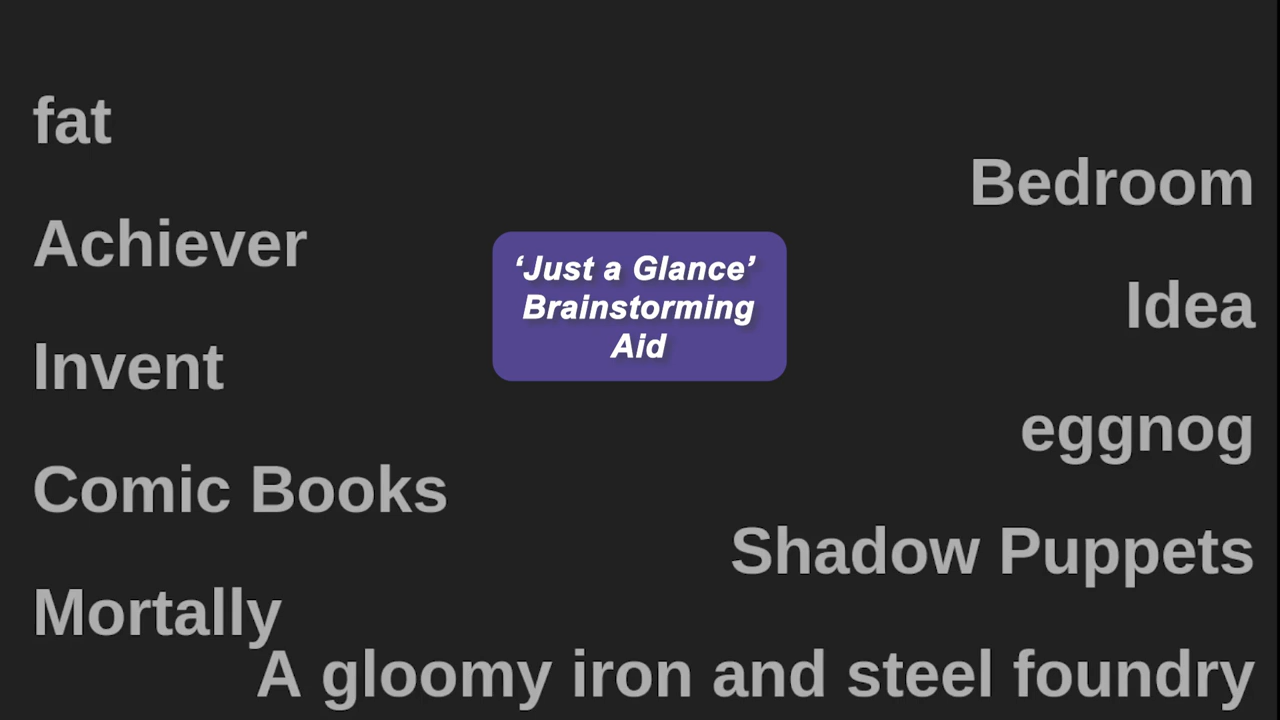 fat
Bedroom
Achiever
‘Just a Glance’
Brainstorming
Aid
Idea
Invent
eggnog
Comic Books
Shadow Puppets
Mortally
A gloomy iron and steel foundry